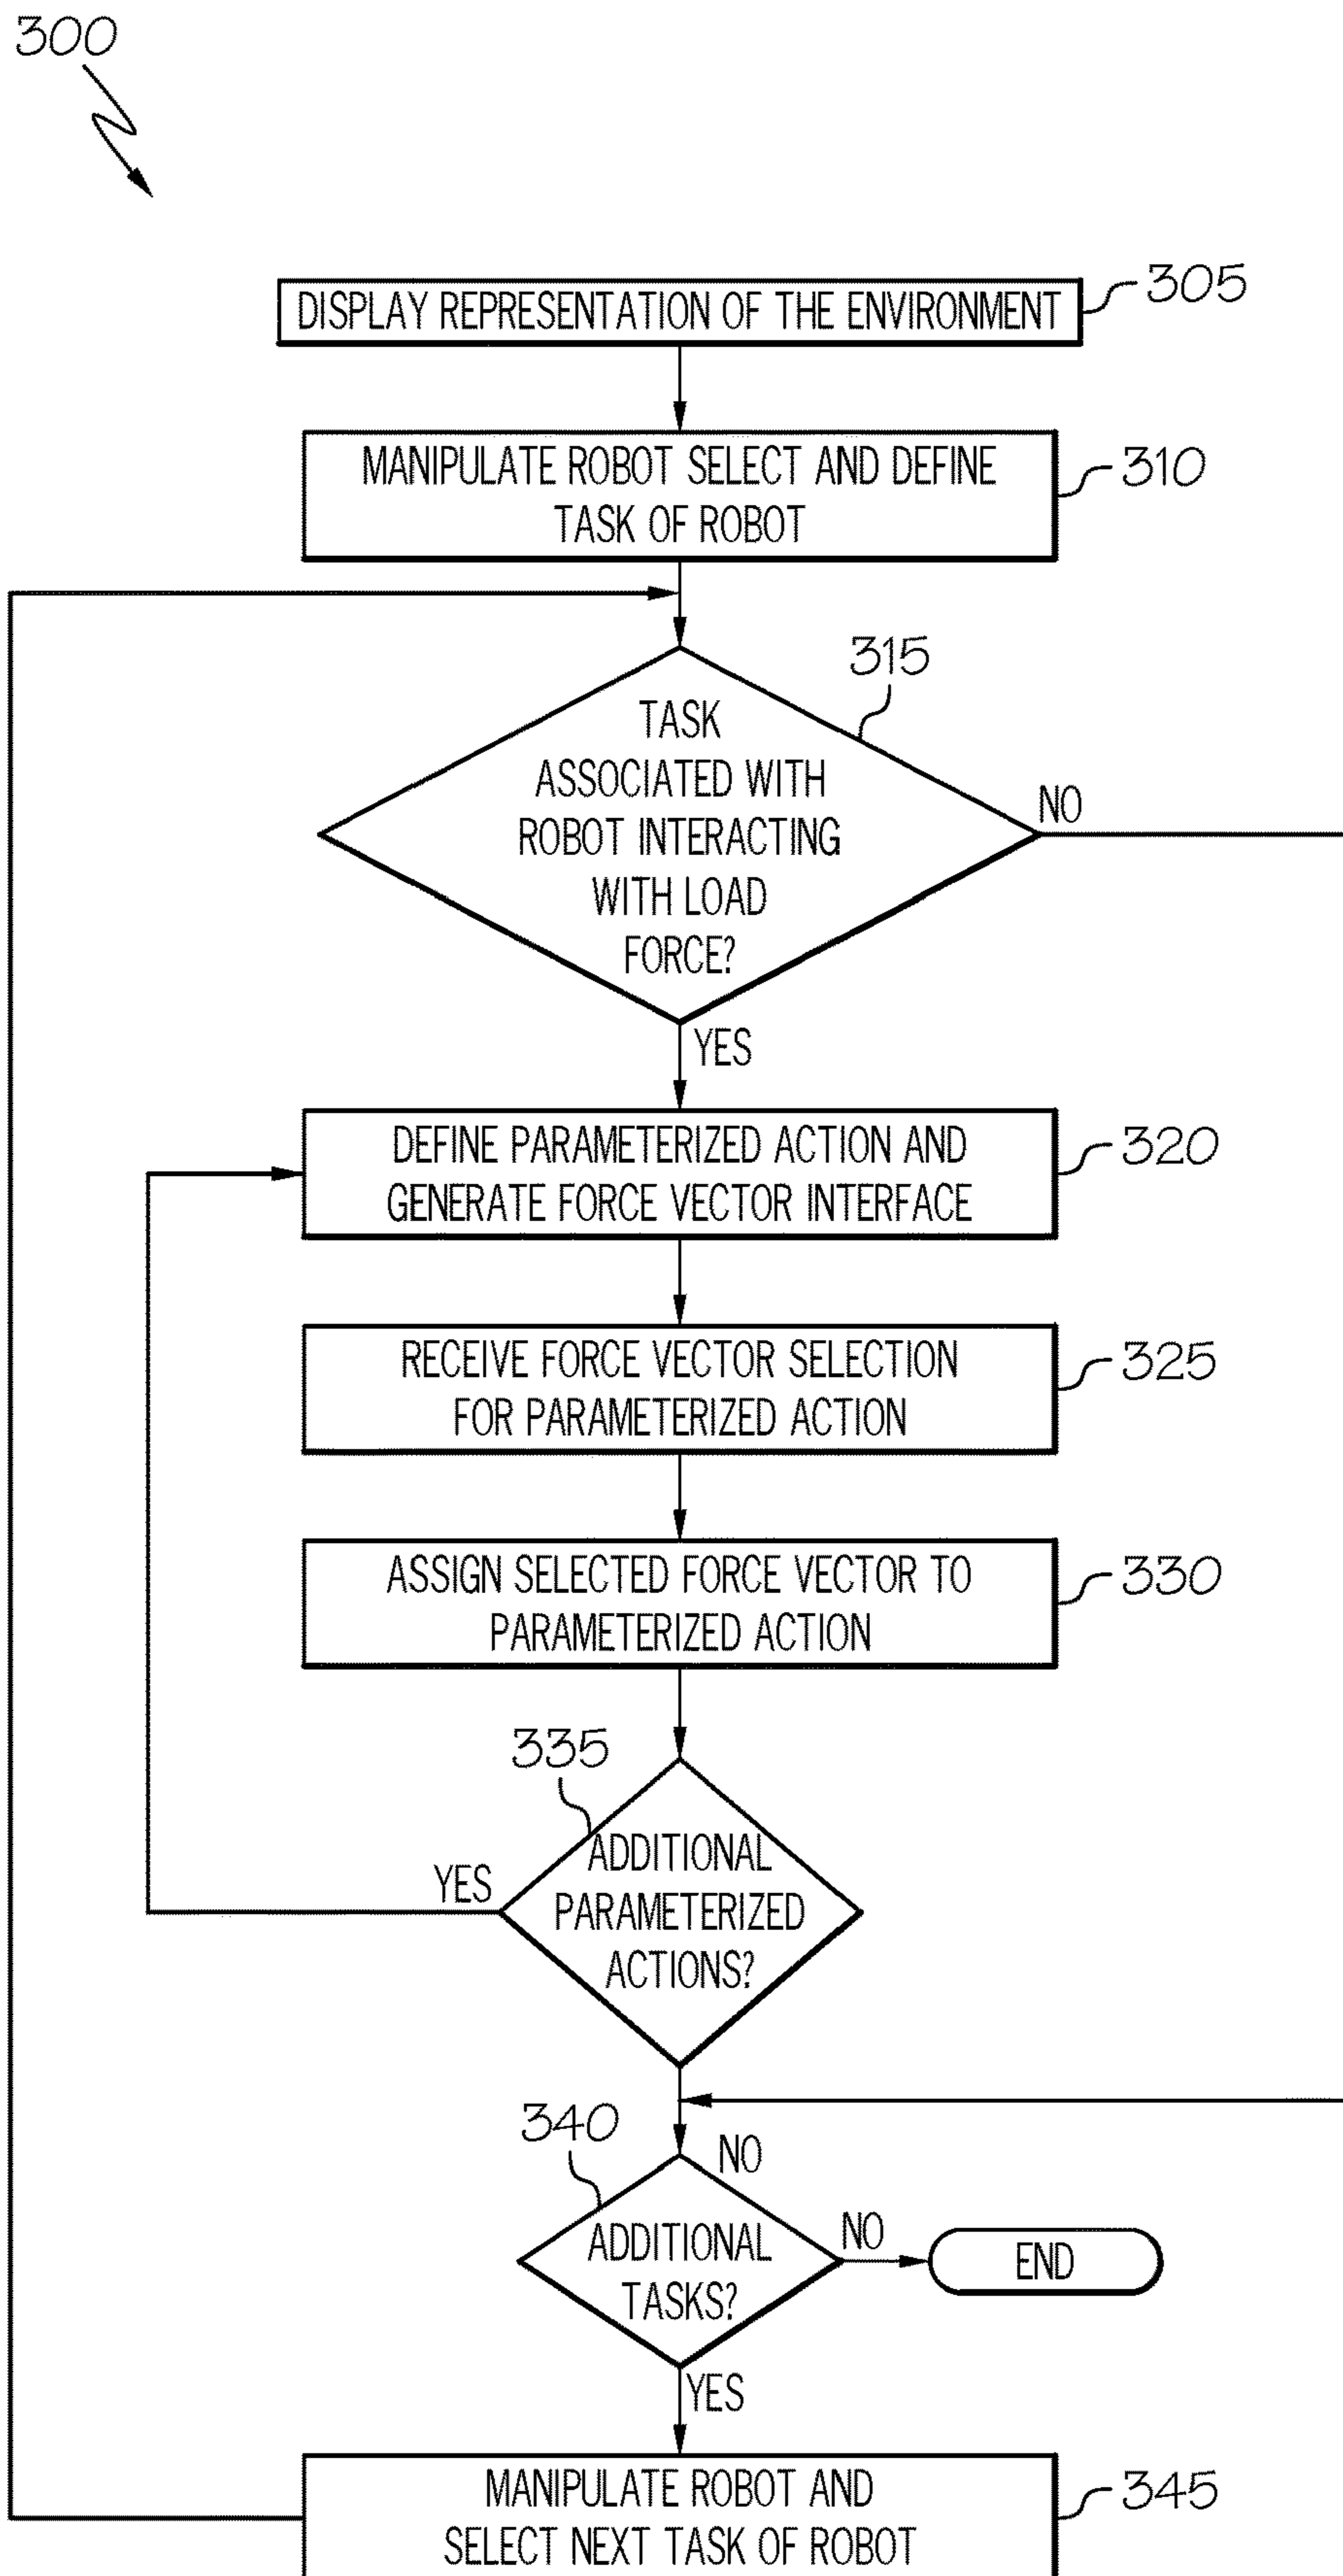 300
DISPLAY REPRESENTATION OF THE ENVIRONMENT
305
MANIPULATE ROBOT SELECT AND DEFINE
TASK OF ROBOT
310
315
TASK
ASSOCIATED WITH
ROBOT INTERACTING
WITH LOAD
FORCE?
NO
YES
DEFINE PARAMETERIZED ACTION AND
GENERATE FORCE VECTOR INTERFACE
320
RECEIVE FORCE VECTOR SELECTION
FOR PARAMETERIZED ACTION
325
ASSIGN SELECTED FORCE VECTOR TO
PARAMETERIZED ACTION
330
335
ADDITIONAL
PARAMETERIZED
ACTIONS?
YES
340
NO
ADDITIONAL
TASKS?
NO
END
YES
MANIPULATE ROBOT AND
SELECT NEXT TASK OF ROBOT
345